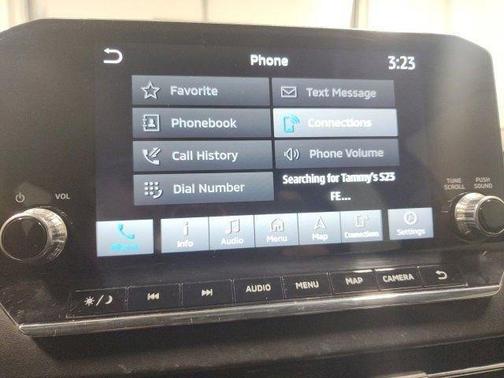 Phone
3:23
Favorite
Text Message
Phonebook
Connections
Call History
Phone Volume
Dial Number
Searching for Tammy's S23
FE...
VOL
TUNE
SCROLL
PUSH
SOUND
Phone
Info
Audio
Menu
Map
Connections
Settings
AUDIO
MENU
MAP
CAMERA